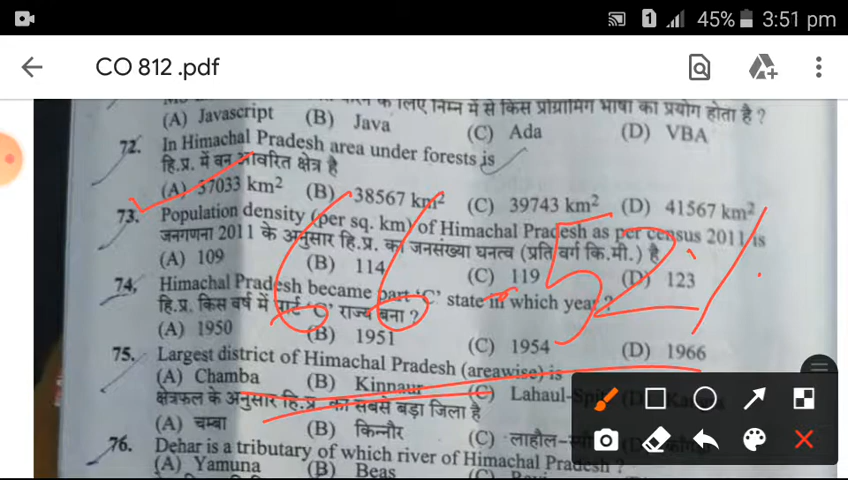 45% 3:51 pm
CO 812 .pdf
के लिए निम्न में से किस प्रोग्रामिंग भाषा का प्रयोग होता है ?
(A) Javascript (B) Java (C) Ada (D) VBA
72. In Himachal Pradesh area under forests is
हि.प्र. में वन आवरित क्षेत्र है
(A) 37033 km² (B) 38567 km² (C) 39743 km² (D) 41567 km²
73. Population density (per sq. km) of Himachal Pradesh as per census 2011 is
जनगणना 2011 के अनुसार हि.प्र. का जनसंख्या घनत्व (प्रति वर्ग कि.मी.) है
(A) 109 (B) 114 (C) 119 (D) 123
74. Himachal Pradesh became part 'C' state in which year ?
हि.प्र. किस वर्ष में पार्ट 'C' राज्य बना ?
(A) 1950 (B) 1951 (C) 1954 (D) 1966
75. Largest district of Himachal Pradesh (areawise) is
(A) Chamba (B) Kinnaur (C) Lahaul-Spiti
क्षेत्रफल के अनुसार हि.प्र. का सबसे बड़ा जिला है
(A) चम्बा (B) किन्नौर (C)
76. Dehar is a tributary of which river of Himachal Pradesh ?
(A) Yamuna (B) Beas